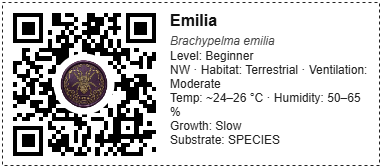 Emilia
Brachypelma emilia
Level: Beginner
NW · Habitat: Terrestrial · Ventilation:
Moderate
Temp: ~24–26 °C · Humidity: 50–65
%
Growth: Slow
Substrate: SPECIES